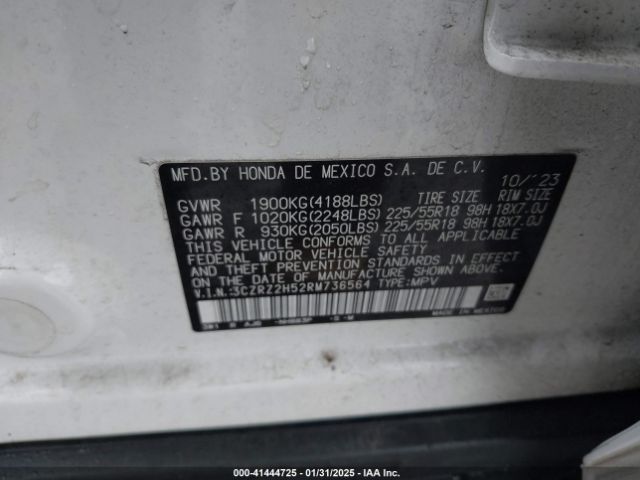 MFD.BY HONDA DE MEXICO S.A. DE C.V.
10/'23
GVWR 1900KG(4188LBS) TIRE SIZE RIM SIZE
GAWR F 1020KG(2248LBS) 225/55R18 98H 18X7.0J
GAWR R 930KG(2050LBS) 225/55R18 98H 18X7.0J
THIS VEHICLE CONFORMS TO ALL APPLICABLE
FEDERAL MOTOR VEHICLE SAFETY STANDARDS IN EFFECT
ON THE DATE OF MANUFACTURE SHOWN ABOVE.
V.I.N.:3CZRZ2H52RM736564 TYPE:MPV
MADE IN MEXICO
000-41444725 - 01/31/2025 - IAA Inc.